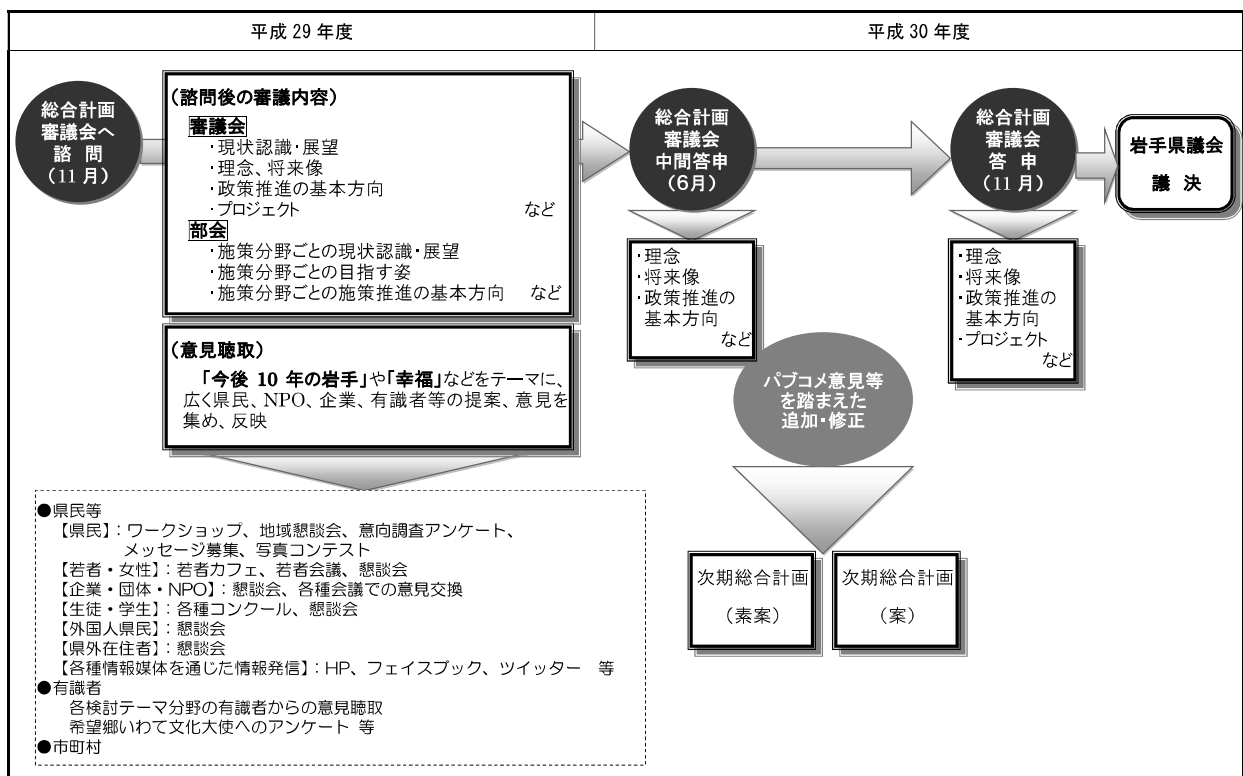 平成 29 年度
平成 30 年度
総合計画
審議会へ
諮 問
(11 月)
(諮問後の審議内容)
審議会
・現状認識・展望
・理念、将来像
・政策推進の基本方向
・プロジェクト など
部会
・施策分野ごとの現状認識・展望
・施策分野ごとの目指す姿
・施策分野ごとの施策推進の基本方向 など
(意見聴取)
「今後 10 年の岩手」や「幸福」などをテーマに、
広く県民、NPO、企業、有識者等の提案、意見を
集め、反映
●県民等
【県民】：ワークショップ、地域懇談会、意向調査アンケート、
メッセージ募集、写真コンテスト
【若者・女性】：若者カフェ、若者会議、懇談会
【企業・団体・NPO】：懇談会、各種会議での意見交換
【生徒・学生】：各種コンクール、懇談会
【外国人県民】：懇談会
【県外在住者】：懇談会
【各種情報媒体を通じた情報発信】：HP、フェイスブック、ツイッター 等
●有識者
各検討テーマ分野の有識者からの意見聴取
希望郷いわて文化大使へのアンケート 等
●市町村
総合計画
審議会
中間答申
(6月)
・理念
・将来像
・政策推進の
基本方向
など
パブコメ意見等
を踏まえた
追加・修正
次期総合計画
(素案)
次期総合計画
(案)
総合計画
審議会
答 申
(11 月)
・理念
・将来像
・政策推進の
基本方向
・プロジェクト
など
岩手県議会
議 決